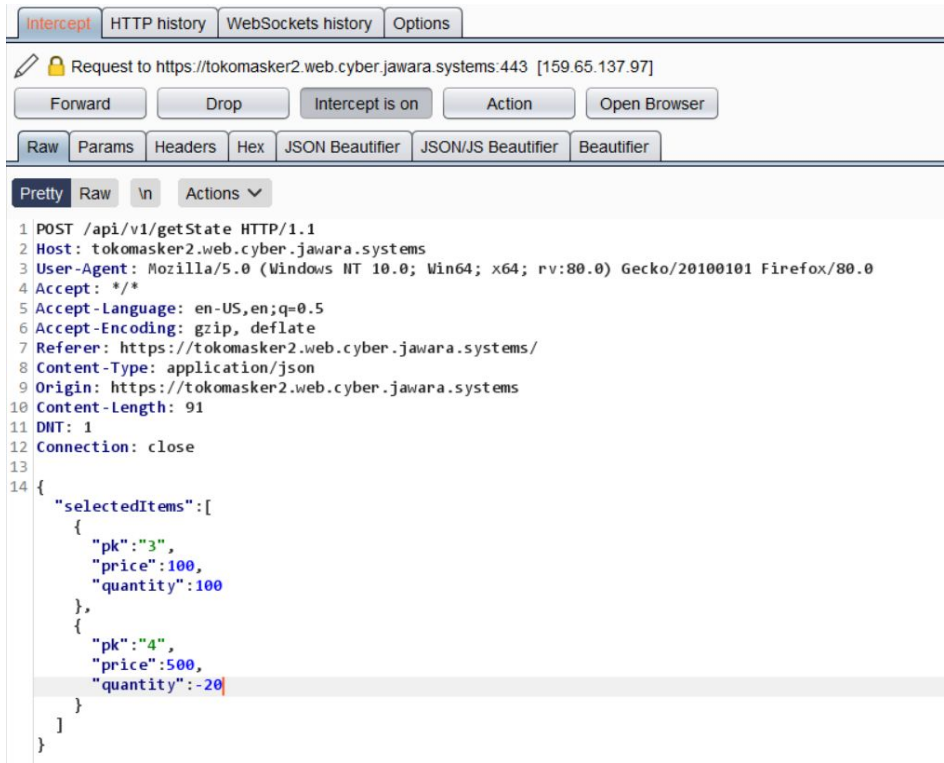 Intercept HTTP history WebSockets history Options
Request to https://tokomasker2.web.cyber.jawara.systems:443 [159.65.137.97]
Forward Drop Intercept is on Action Open Browser
Raw Params Headers Hex JSON Beautifier JSON/JS Beautifier Beautifier
Pretty Raw \n Actions
1 POST /api/v1/getState HTTP/1.1
2 Host: tokomasker2.web.cyber.jawara.systems
3 User-Agent: Mozilla/5.0 (Windows NT 10.0; Win64; x64; rv:80.0) Gecko/20100101 Firefox/80.0
4 Accept: */*
5 Accept-Language: en-US,en;q=0.5
6 Accept-Encoding: gzip, deflate
7 Referer: https://tokomasker2.web.cyber.jawara.systems/
8 Content-Type: application/json
9 Origin: https://tokomasker2.web.cyber.jawara.systems
10 Content-Length: 91
11 DNT: 1
12 Connection: close
13
14 {
"selectedItems":[
{
"pk":"3",
"price":100,
"quantity":100
},
{
"pk":"4",
"price":500,
"quantity":-20
}
]
}